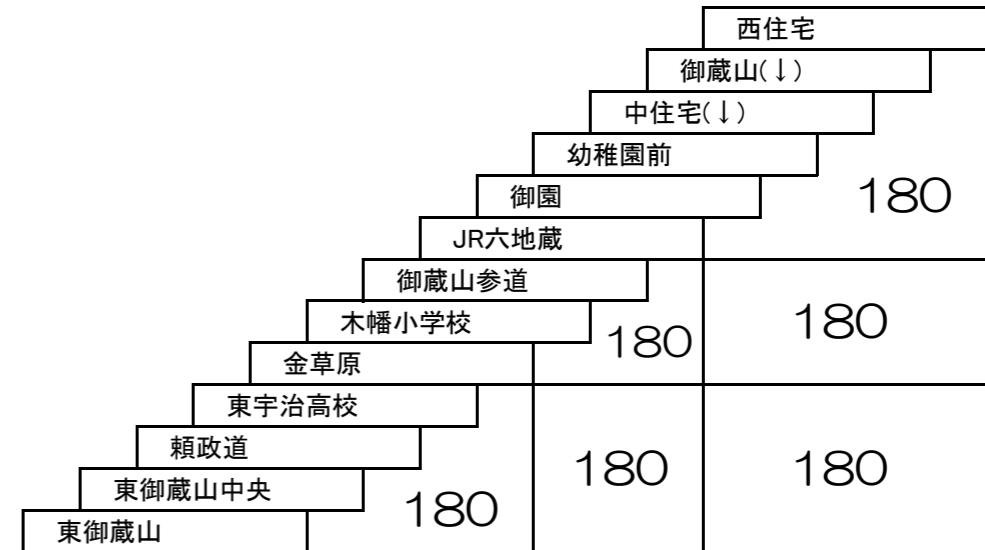 西住宅
御蔵山(↓)
中住宅(↓)
幼稚園前
180
御園
JR六地蔵
御蔵山参道
木幡小学校
180
180
金草原
東宇治高校
頼政道
180
180
東御蔵山中央
180
東御蔵山